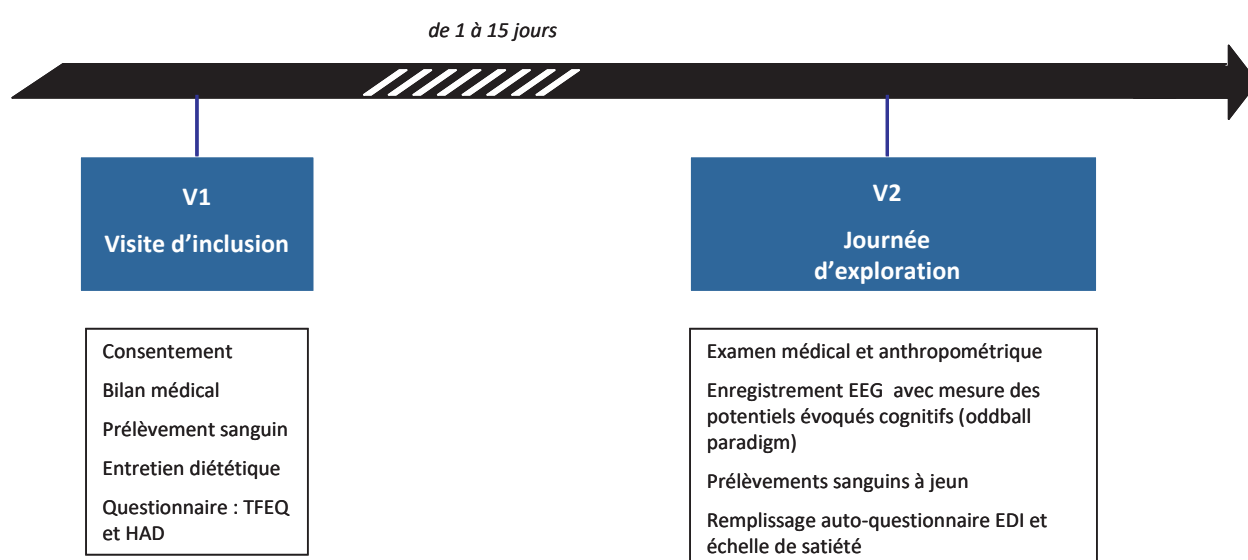 de 1 à 15 jours
V1
Visite d'inclusion
V2
Journée
d'exploration
Consentement
Bilan médical
Prélèvement sanguin
Entretien diététique
Questionnaire : TFEQ
et HAD
Examen médical et anthropométrique
Enregistrement EEG avec mesure des
potentiels évoqués cognitifs (oddball
paradigm)
Prélèvements sanguins à jeun
Remplissage auto-questionnaire EDI et
échelle de satiété